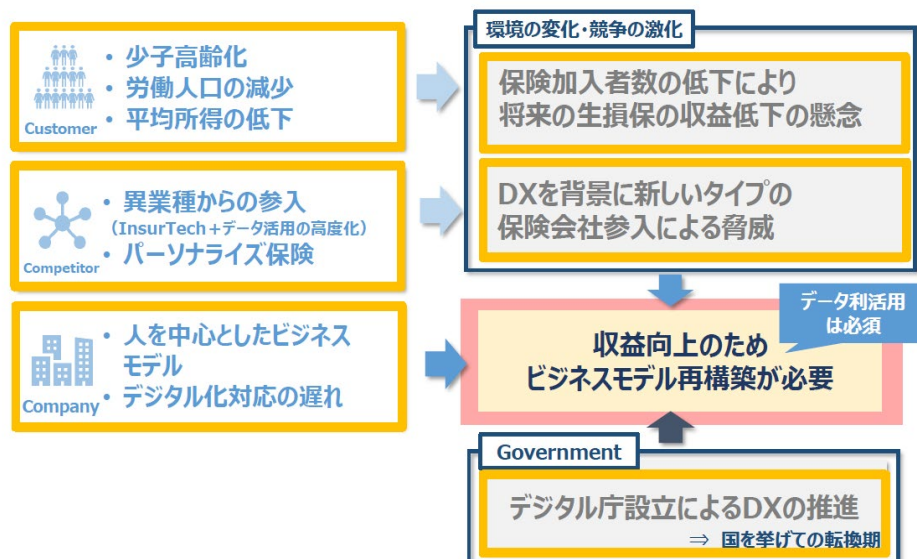 ・ 少子高齢化
・ 労働人口の減少
・ 平均所得の低下
Customer
・ 異業種からの参入
（InsurTech＋データ活用の高度化）
・ パーソナライズ保険
Competitor
・ 人を中心としたビジネス
モデル
・ デジタル化対応の遅れ
Company
環境の変化・競争の激化
保険加入者数の低下により
将来の生損保の収益低下の懸念
DXを背景に新しいタイプの
保険会社参入による脅威
データ利活用
は必須
収益向上のため
ビジネスモデル再構築が必要
Government
デジタル庁設立によるDXの推進
⇒ 国を挙げての転換期